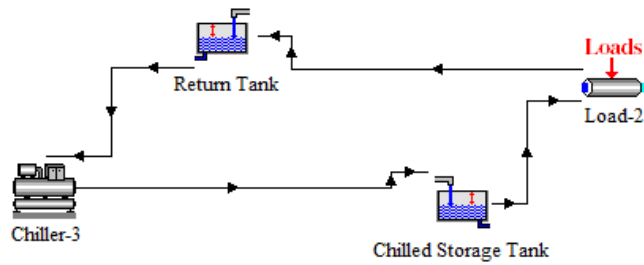 Loads
Return Tank
Load-2
Chiller-3
Chilled Storage Tank